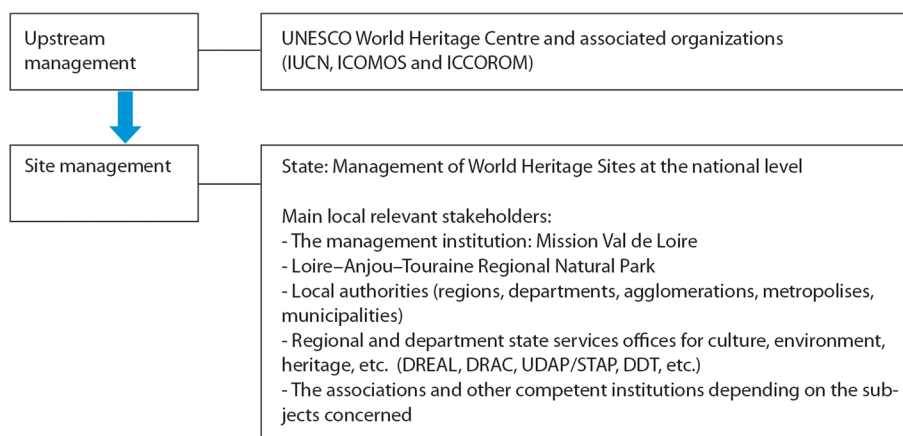 Upstream
management
UNESCO World Heritage Centre and associated organizations
(IUCN, ICOMOS and ICCOROM)
Site management
State: Management of World Heritage Sites at the national level
Main local relevant stakeholders:
- The management institution: Mission Val de Loire
- Loire–Anjou–Touraine Regional Natural Park
- Local authorities (regions, departments, agglomerations, metropolises,
municipalities)
- Regional and department state services offices for culture, environment,
heritage, etc. (DREAL, DRAC, UDAP/STAP, DDT, etc.)
- The associations and other competent institutions depending on the sub-
jects concerned